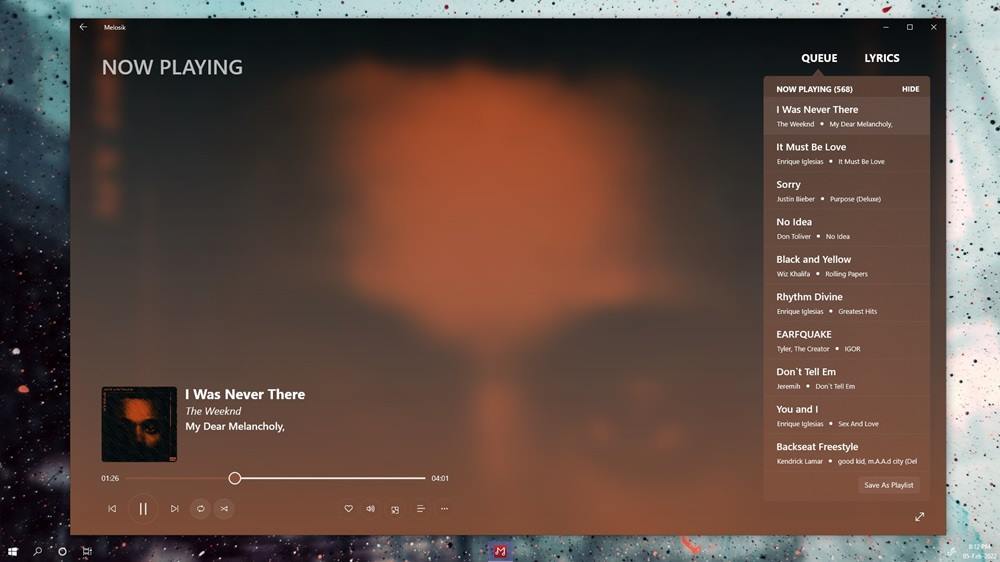 Melosik
NOW PLAYING
QUEUE LYRICS
NOW PLAYING (568) HIDE
I Was Never There
The Weeknd • My Dear Melancholy,
It Must Be Love
Enrique Iglesias • It Must Be Love
Sorry
Justin Bieber • Purpose (Deluxe)
No Idea
Don Toliver • No Idea
Black and Yellow
Wiz Khalifa • Rolling Papers
Rhythm Divine
Enrique Iglesias • Greatest Hits
EARFQUAKE
Tyler, The Creator • IGOR
Don`t Tell Em
Jeremih • Don`t Tell Em
You and I
Enrique Iglesias • Sex And Love
Backseat Freestyle
Kendrick Lamar • good kid, m.A.A.d city (Del
Save As Playlist
I Was Never There
The Weeknd
My Dear Melancholy,
01:26 04:01
8:12 PM
05-Feb-2022